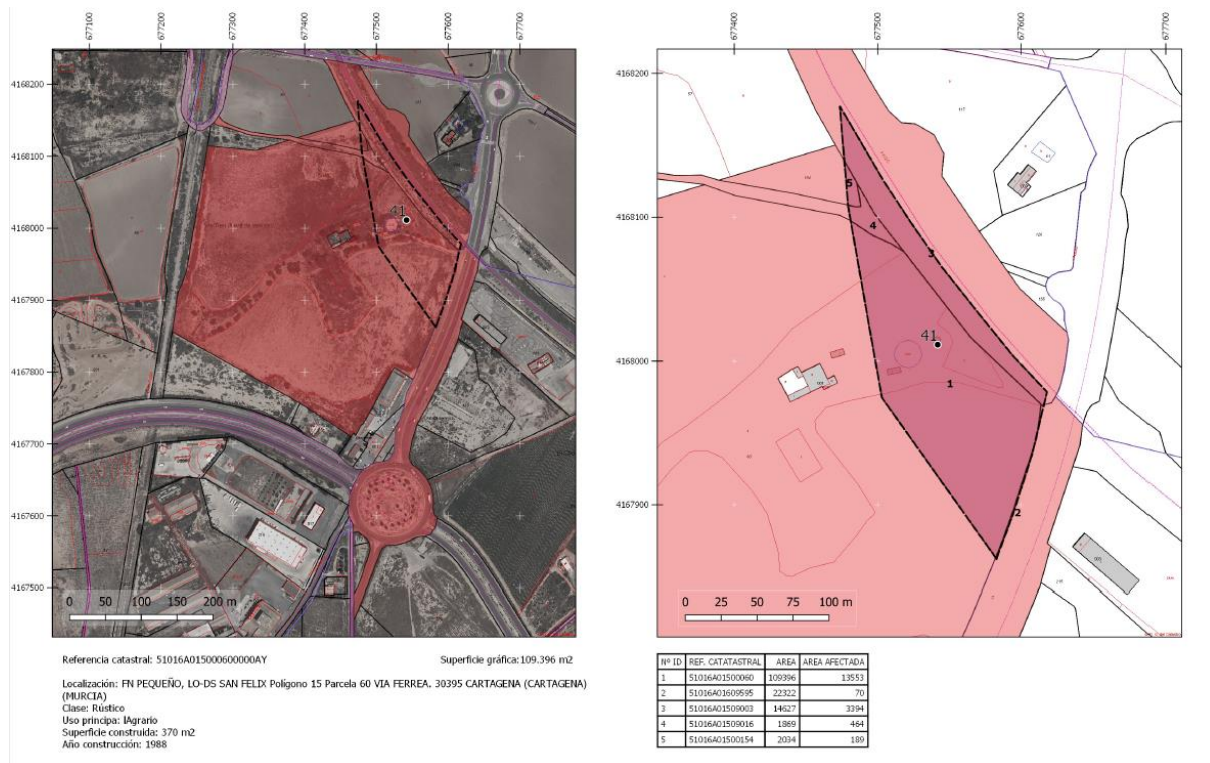 677100
677200
677300
677400
677500
677600
677700
4168200
4168100
4168000
4167900
4167800
4167700
4167600
4167500
41
0 50 100 150 200 m
677400
677500
677600
677700
4168200
4168100
4168000
4167900
5
4
3
41
1
2
0 25 50 75 100 m
Referencia catastral: 51016A015000600000AY
Superficie gráfica:109.396 m2
Localización: FN PEQUEÑO, LO-DS SAN FELIX Polígono 15 Parcela 60 VIA FERREA. 30395 CARTAGENA (CARTAGENA)
(MURCIA)
Clase: Rústico
Uso principa: lAgrario
Superficie construida: 370 m2
Año construcción: 1988
Nº ID REF. CATATASTRAL AREA AREA AFECTADA
1 51016A01500060 109396 13553
2 51016A01609595 22322 70
3 51016A01509003 14627 3394
4 51016A01509016 1869 464
5 51016A01500154 2034 189